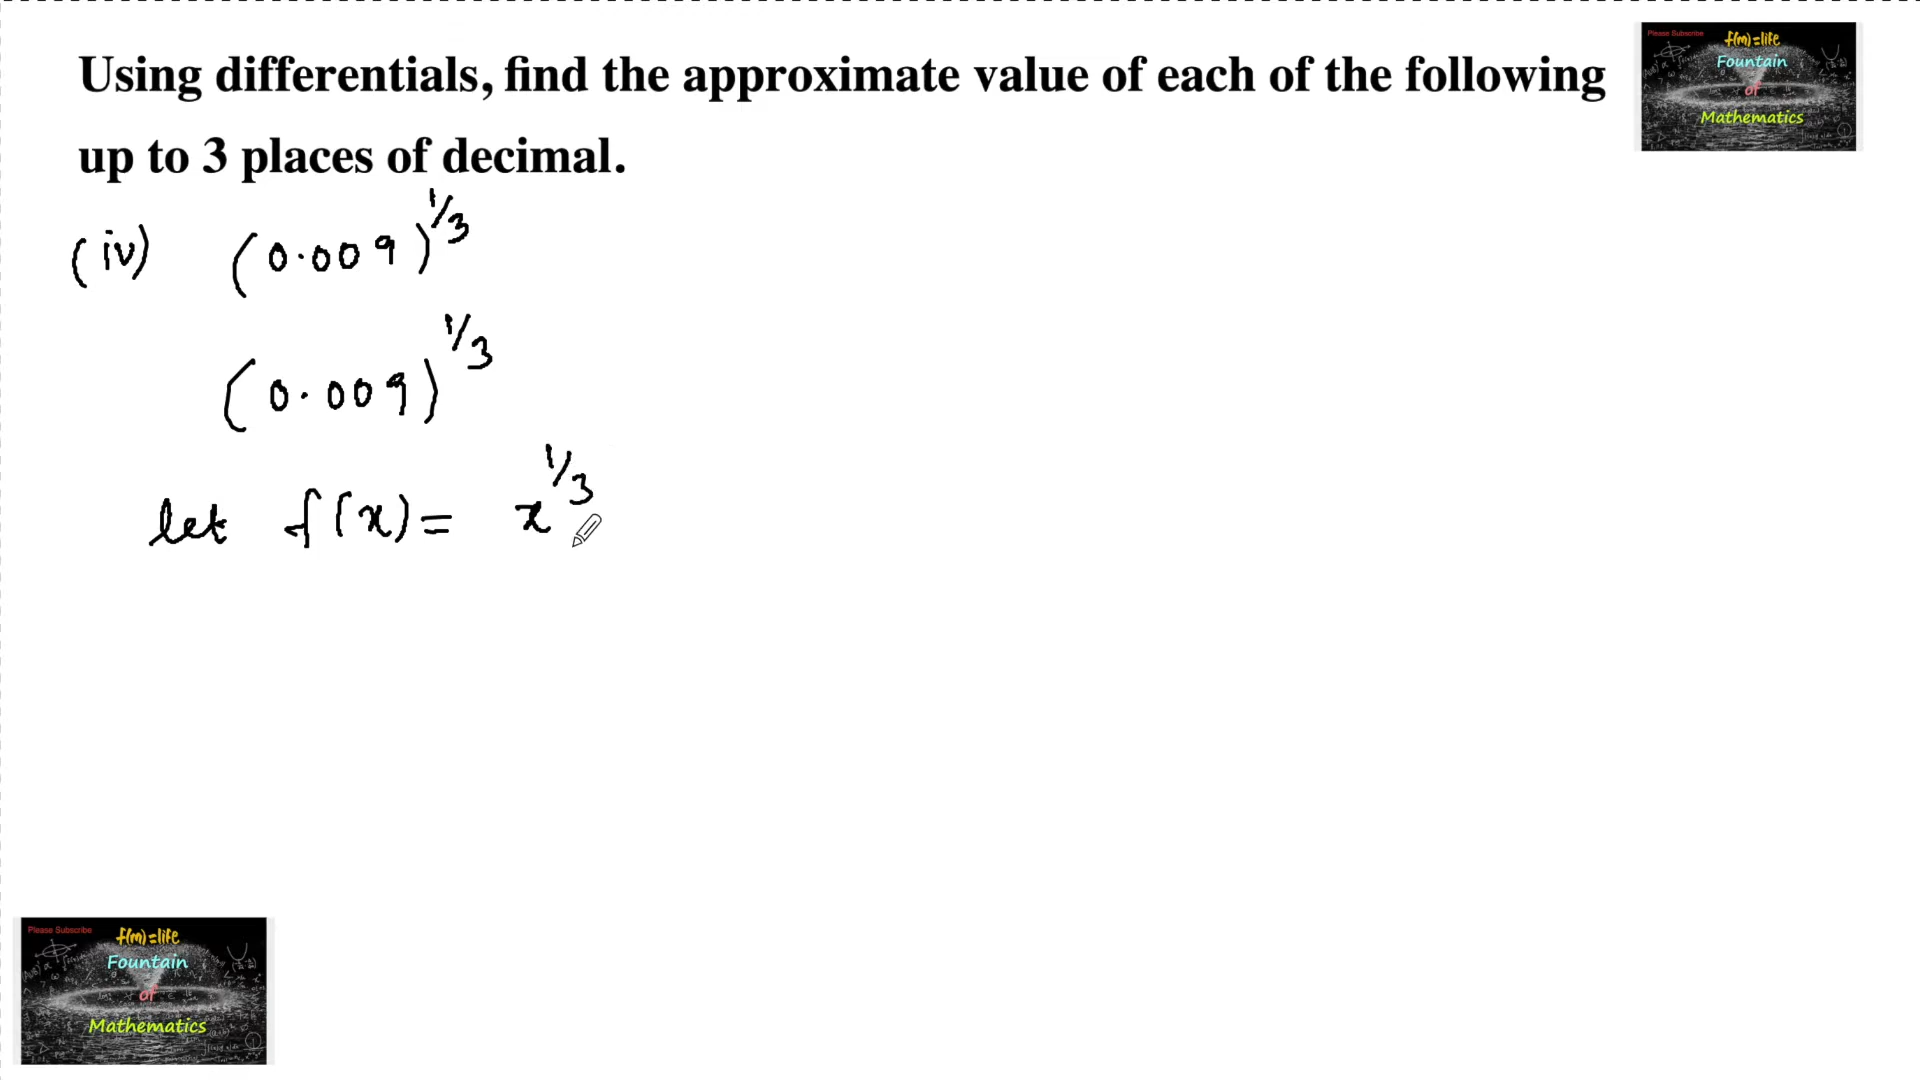 Using differentials, find the approximate value of each of the following
up to 3 places of decimal.
(iv) (0.009)^1/3
(0.009)^1/3
let f(x) = x^1/3
Please Subscribe
f(m)=life
Fountain
of
Mathematics
Please Subscribe
f(m)=life
Fountain
of
Mathematics